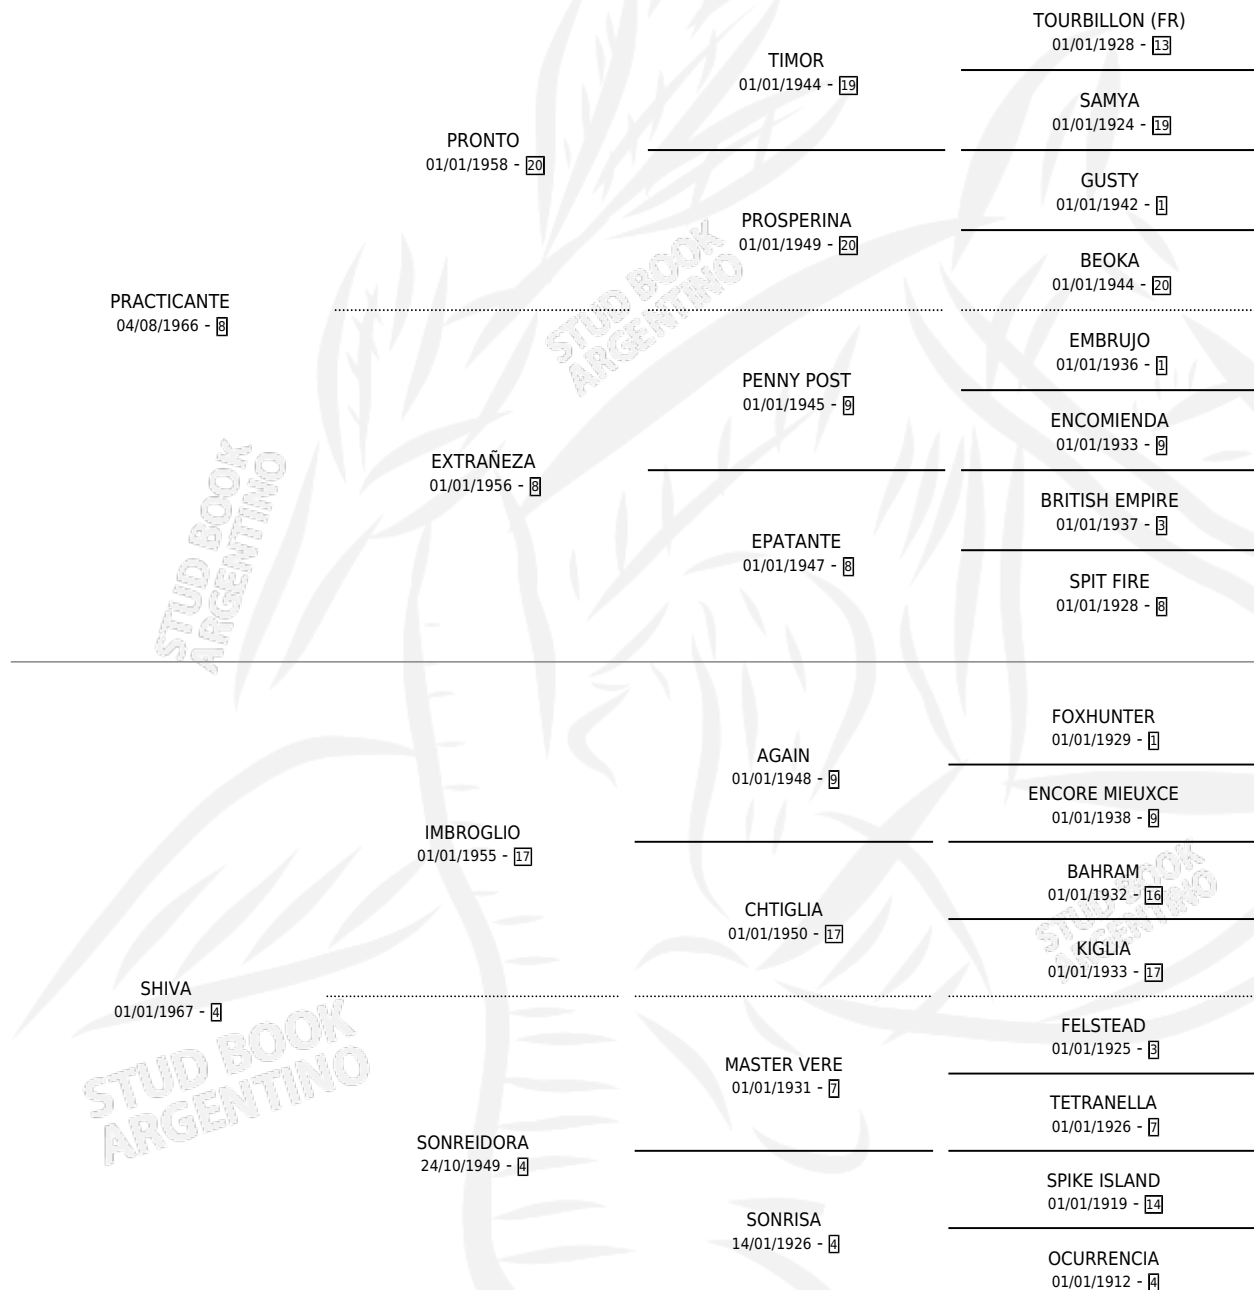 TOURBILLON (FR)
01/01/1928 - 13
TIMOR
01/01/1944 - 19
SAMYA
01/01/1924 - 19
PRONTO
01/01/1958 - 20
GUSTY
01/01/1942 - 1
PROSPERINA
01/01/1949 - 20
BEOKA
01/01/1944 - 20
PRACTICANTE
04/08/1966 - 8
STUD BOOK
ARGENTINO
EMBRUJO
01/01/1936 - 1
PENNY POST
01/01/1945 - 9
ENCOMIENDA
01/01/1933 - 9
EXTRAÑEZA
01/01/1956 - 8
BRITISH EMPIRE
01/01/1937 - 3
EPATANTE
01/01/1947 - 8
SPIT FIRE
01/01/1928 - 8
STUD BOOK
ARGENTINO
FOXHUNTER
01/01/1929 - 1
AGAIN
01/01/1948 - 9
ENCORE MIEUXCE
01/01/1938 - 9
IMBROGLIO
01/01/1955 - 17
BAHRAM
01/01/1932 - 16
CHTIGLIA
01/01/1950 - 17
STUD BOOK
ARGENTINO
KIGLIA
01/01/1933 - 17
SHIVA
01/01/1967 - 4
FELSTEAD
01/01/1925 - 3
MASTER VERE
01/01/1931 - 7
STUD BOOK
ARGENTINO
TETRANELLA
01/01/1926 - 7
SONREIDORA
24/10/1949 - 4
SPIKE ISLAND
01/01/1919 - 14
SONRISA
14/01/1926 - 4
OCURRENCIA
01/01/1912 - 4